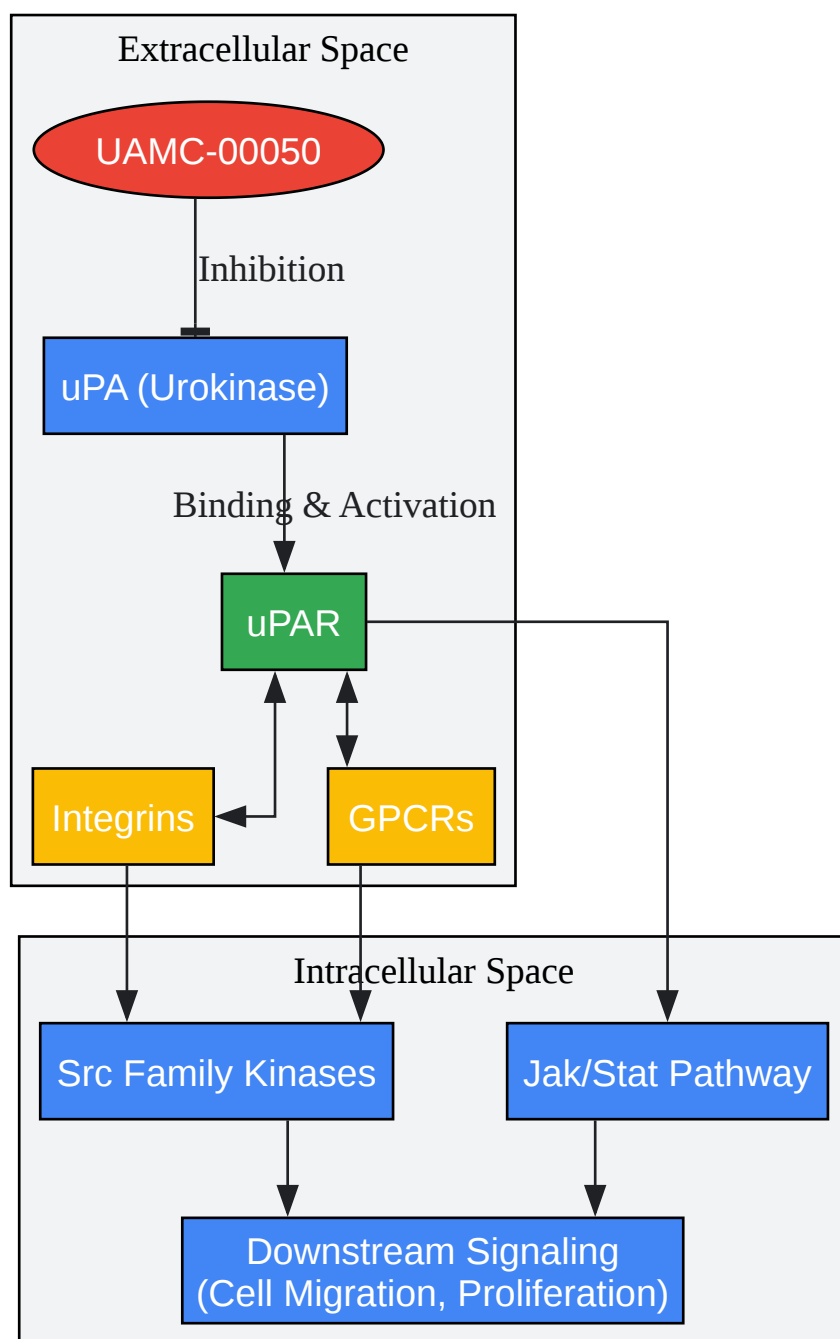 Extracellular Space
UAMC-00050
Inhibition
uPA (Urokinase)
Binding & Activation
uPAR
Integrins
GPCRs
Intracellular Space
Src Family Kinases
Jak/Stat Pathway
Downstream Signaling
(Cell Migration, Proliferation)